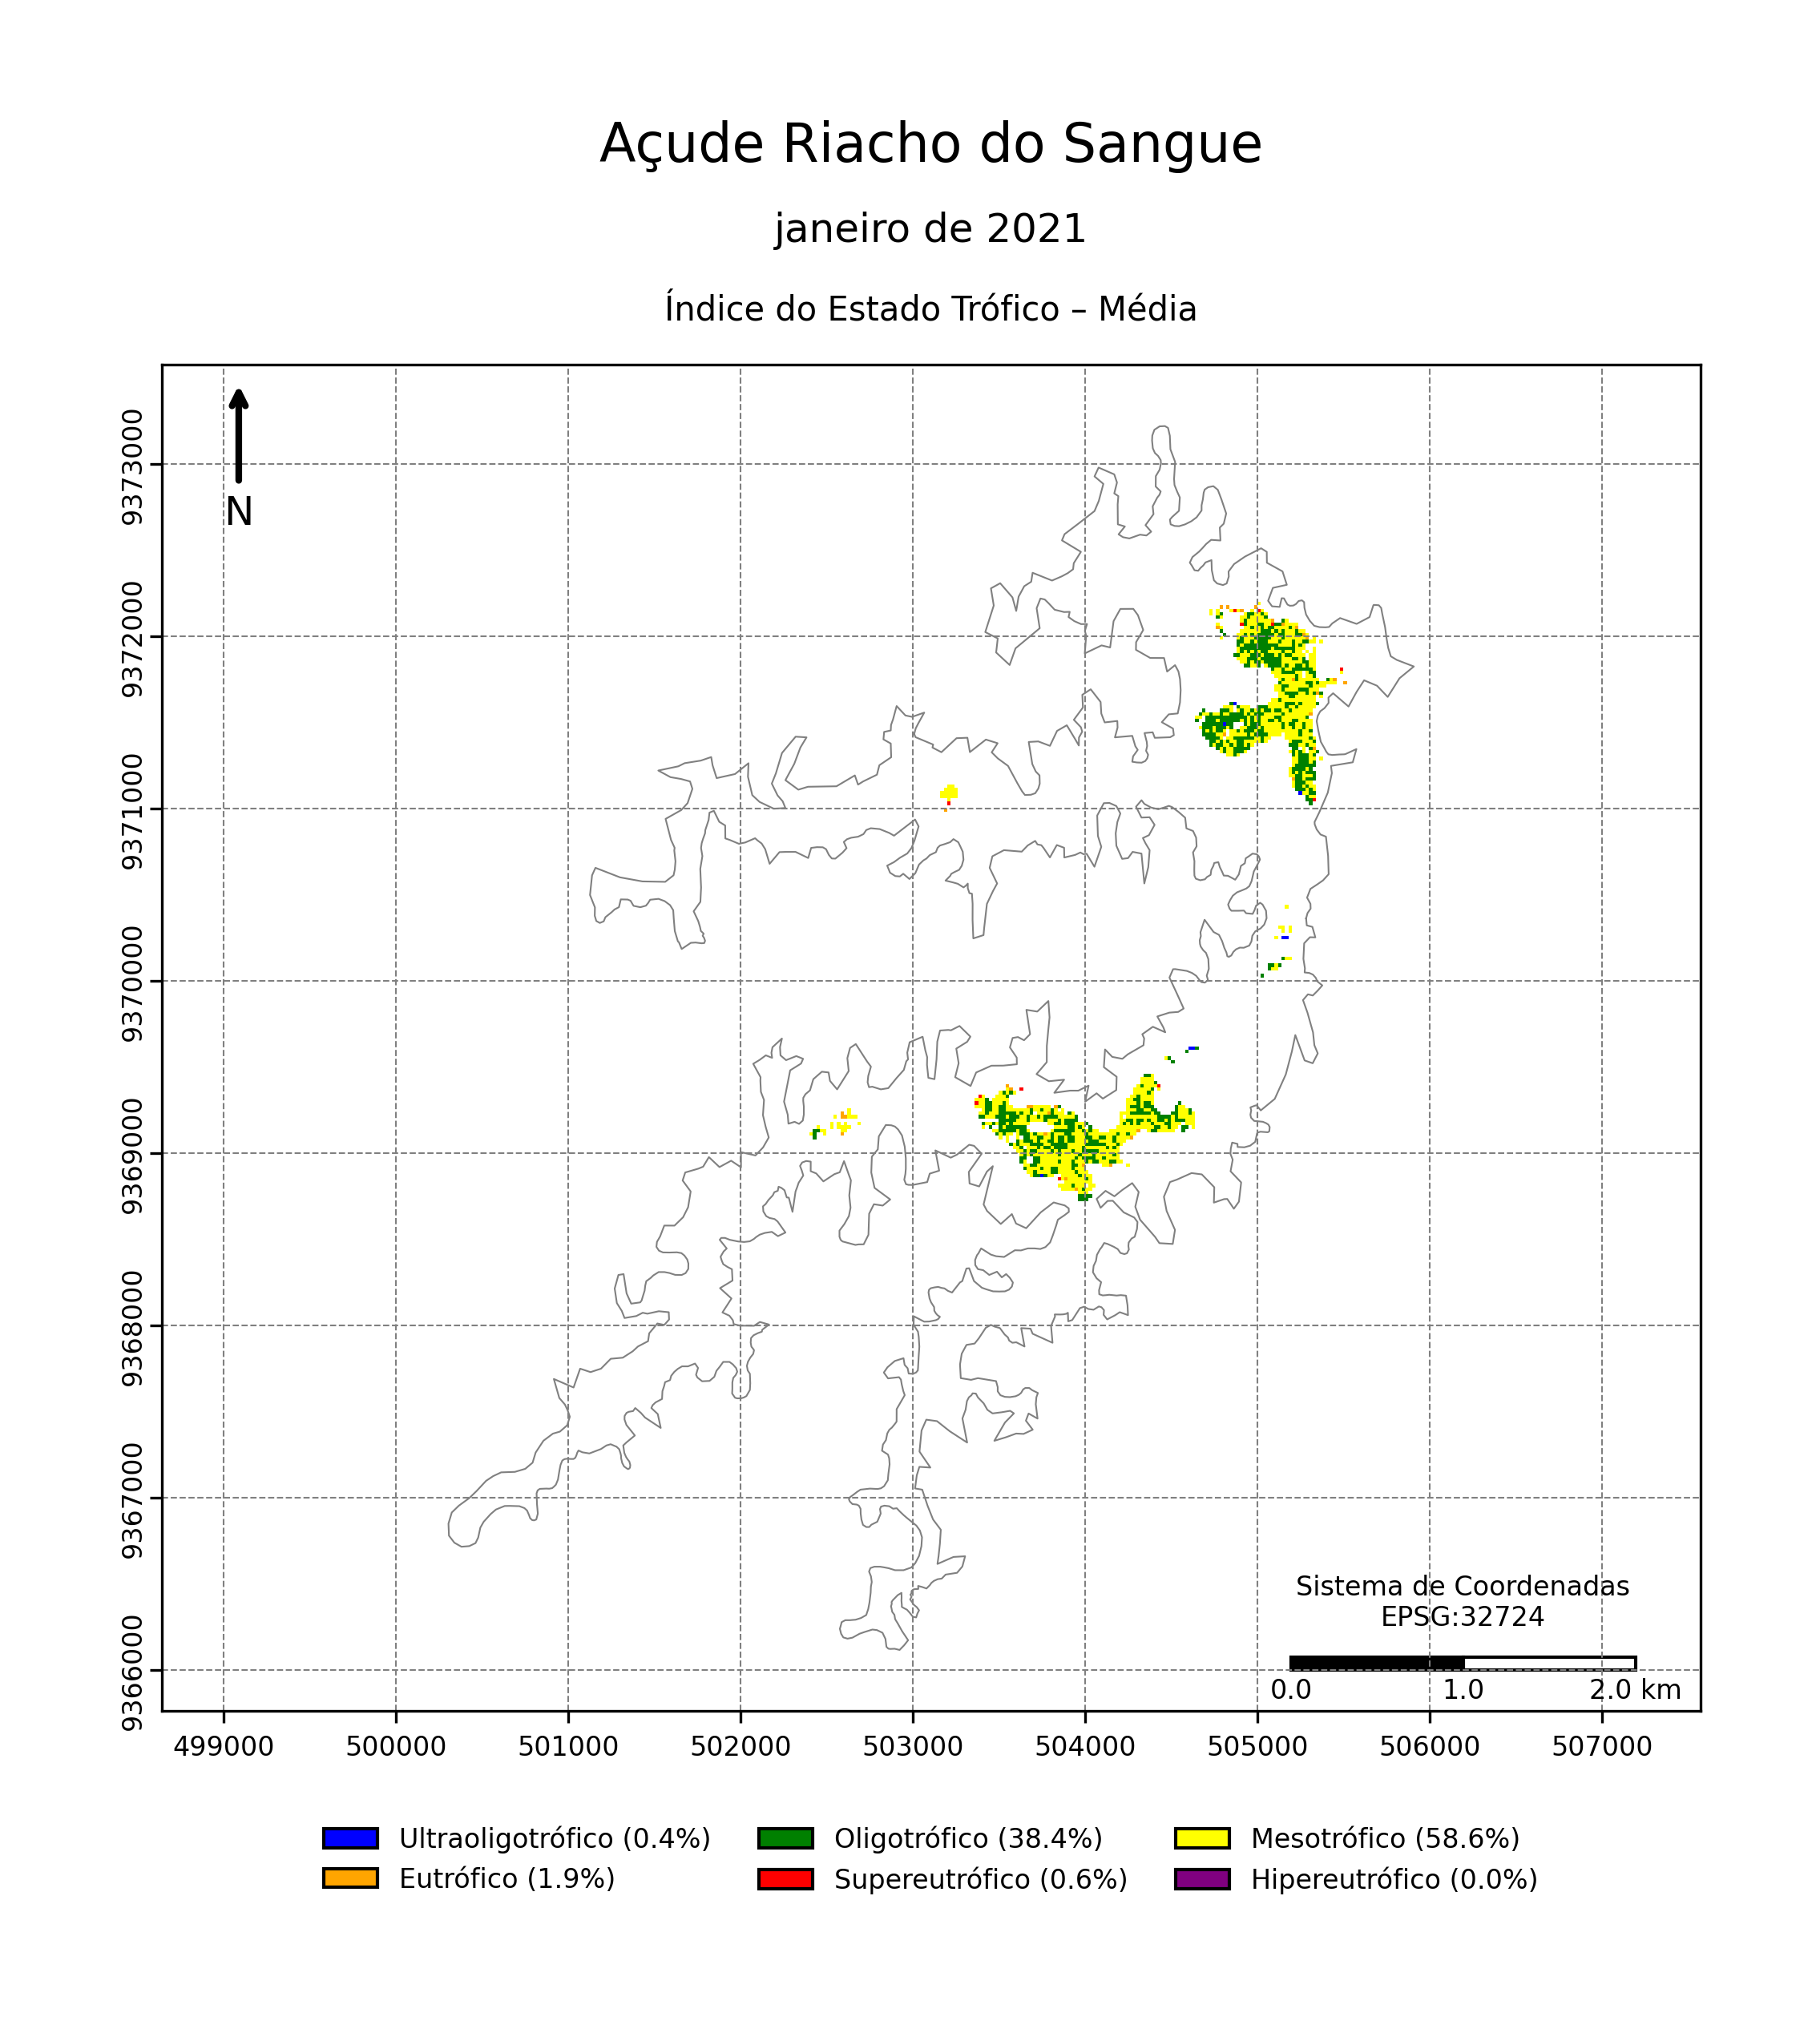 Açude Riacho do Sangue
janeiro de 2021
Índice do Estado Trófico – Média
N
9373000
9372000
9371000
9370000
9369000
9368000
9367000
9366000
Sistema de Coordenadas
EPSG:32724
0.0 1.0 2.0 km
499000 500000 501000 502000 503000 504000 505000 506000 507000
Ultraoligotrófico (0.4%) Oligotrófico (38.4%) Mesotrófico (58.6%)
Eutrófico (1.9%) Supereutrófico (0.6%) Hipereutrófico (0.0%)